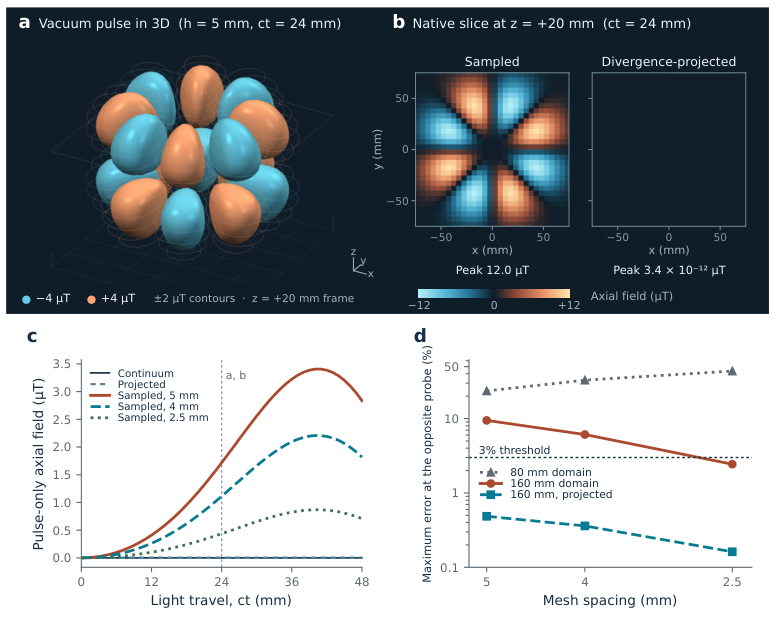 a Vacuum pulse in 3D (h = 5 mm, ct = 24 mm)
z
y
x
−4 μT +4 μT ±2 μT contours · z = +20 mm frame
b Native slice at z = +20 mm (ct = 24 mm)
Sampled Divergence-projected
y (mm)
50
0
−50
−50 0 50
−50 0 50
x (mm) x (mm)
Peak 12.0 μT Peak 3.4 × 10⁻¹² μT
−12 0 +12 Axial field (μT)
c
Pulse-only axial field (μT)
3.5
3.0
2.5
2.0
1.5
1.0
0.5
0.0
Continuum
Projected
Sampled, 5 mm
Sampled, 4 mm
Sampled, 2.5 mm
a, b
0 12 24 36 48
Light travel, ct (mm)
d
Maximum error at the opposite probe (%)
50
10
1
0.1
3% threshold
80 mm domain
160 mm domain
160 mm, projected
5 4 2.5
Mesh spacing (mm)